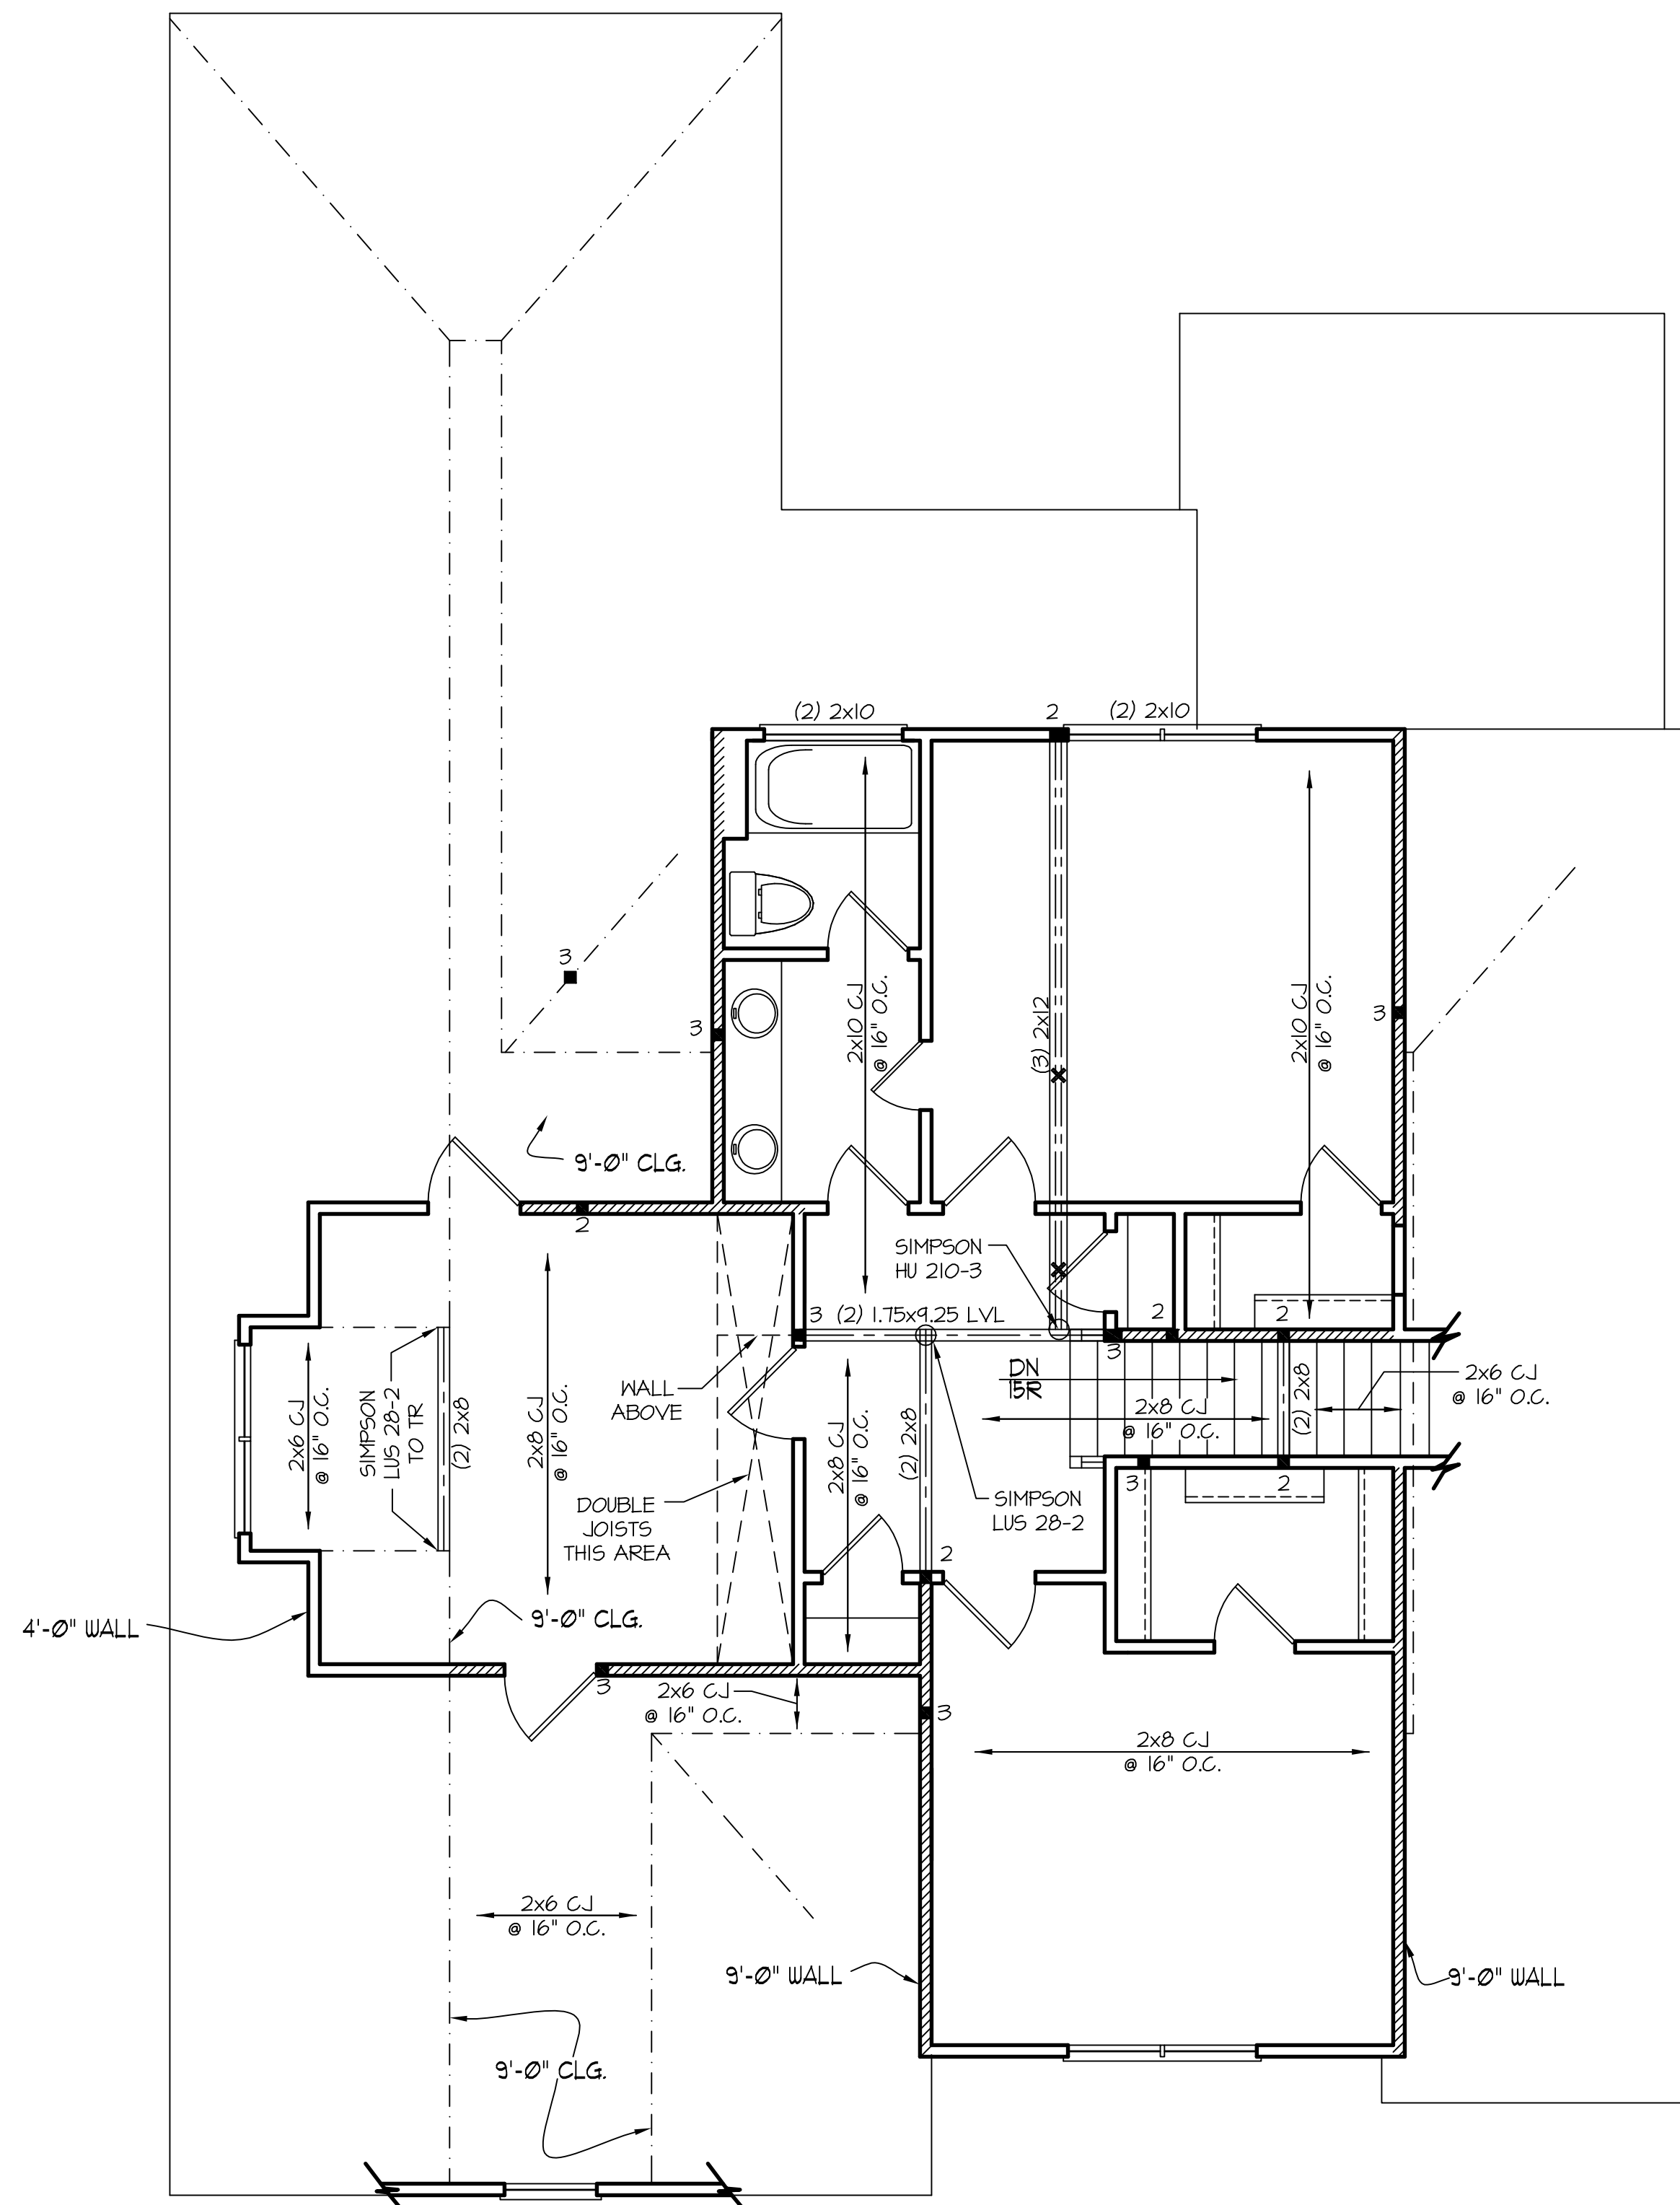 (2) 2x10
2
(2) 2x10
3
3
2x10 CJ
@ 16" O.C.
(3) 2x12
2x10 CJ
@ 16" O.C.
3
9'-0" CLG.
2
SIMPSON
HU 210-3
3
(2) 1.75x9.25 LVL
2
2
3
DN
15R
2x6 CJ
@ 16" O.C.
2x6 CJ
@ 16" O.C.
SIMPSON
LUS 28-2
TO TR
(2) 2x8
2x8 CJ
@ 16" O.C.
WALL
ABOVE
2x8 CJ
@ 16" O.C.
(2) 2x8
2x8 CJ
@ 16" O.C.
(2) 2x8
DOUBLE
JOISTS
THIS AREA
SIMPSON
LUS 28-2
3
2
2
4'-0" WALL
9'-0" CLG.
3
2x6 CJ
@ 16" O.C.
3
2x8 CJ
@ 16" O.C.
2x6 CJ
@ 16" O.C.
9'-0" WALL
9'-0" WALL
9'-0" CLG.